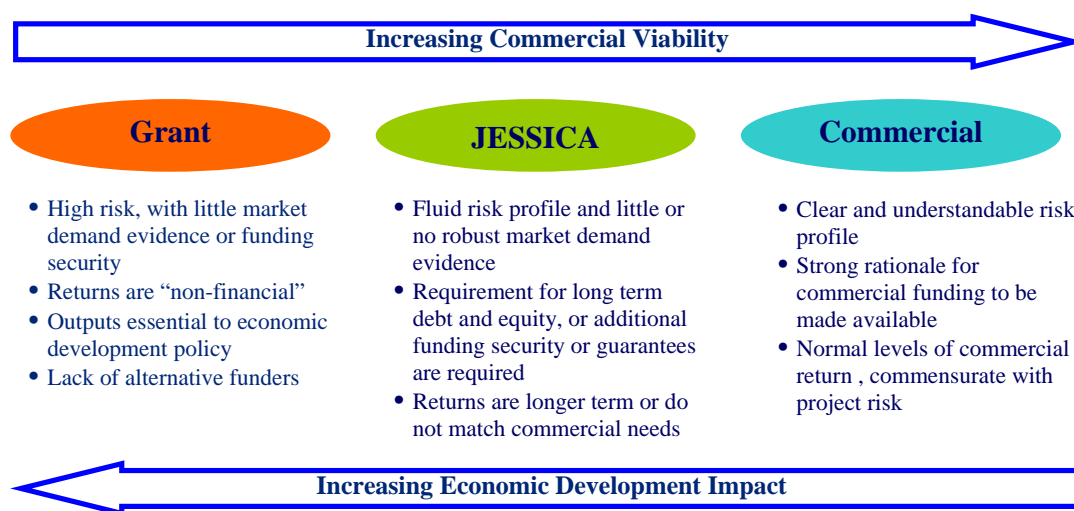 Increasing Commercial Viability
Grant
JESSICA
Commercial
• High risk, with little market
demand evidence or funding
security
• Returns are “non-financial”
• Outputs essential to economic
development policy
• Lack of alternative funders
• Fluid risk profile and little or
no robust market demand
evidence
• Requirement for long term
debt and equity, or additional
funding security or guarantees
are required
• Returns are longer term or do
not match commercial needs
• Clear and understandable risk
profile
• Strong rationale for
commercial funding to be
made available
• Normal levels of commercial
return , commensurate with
project risk
Increasing Economic Development Impact